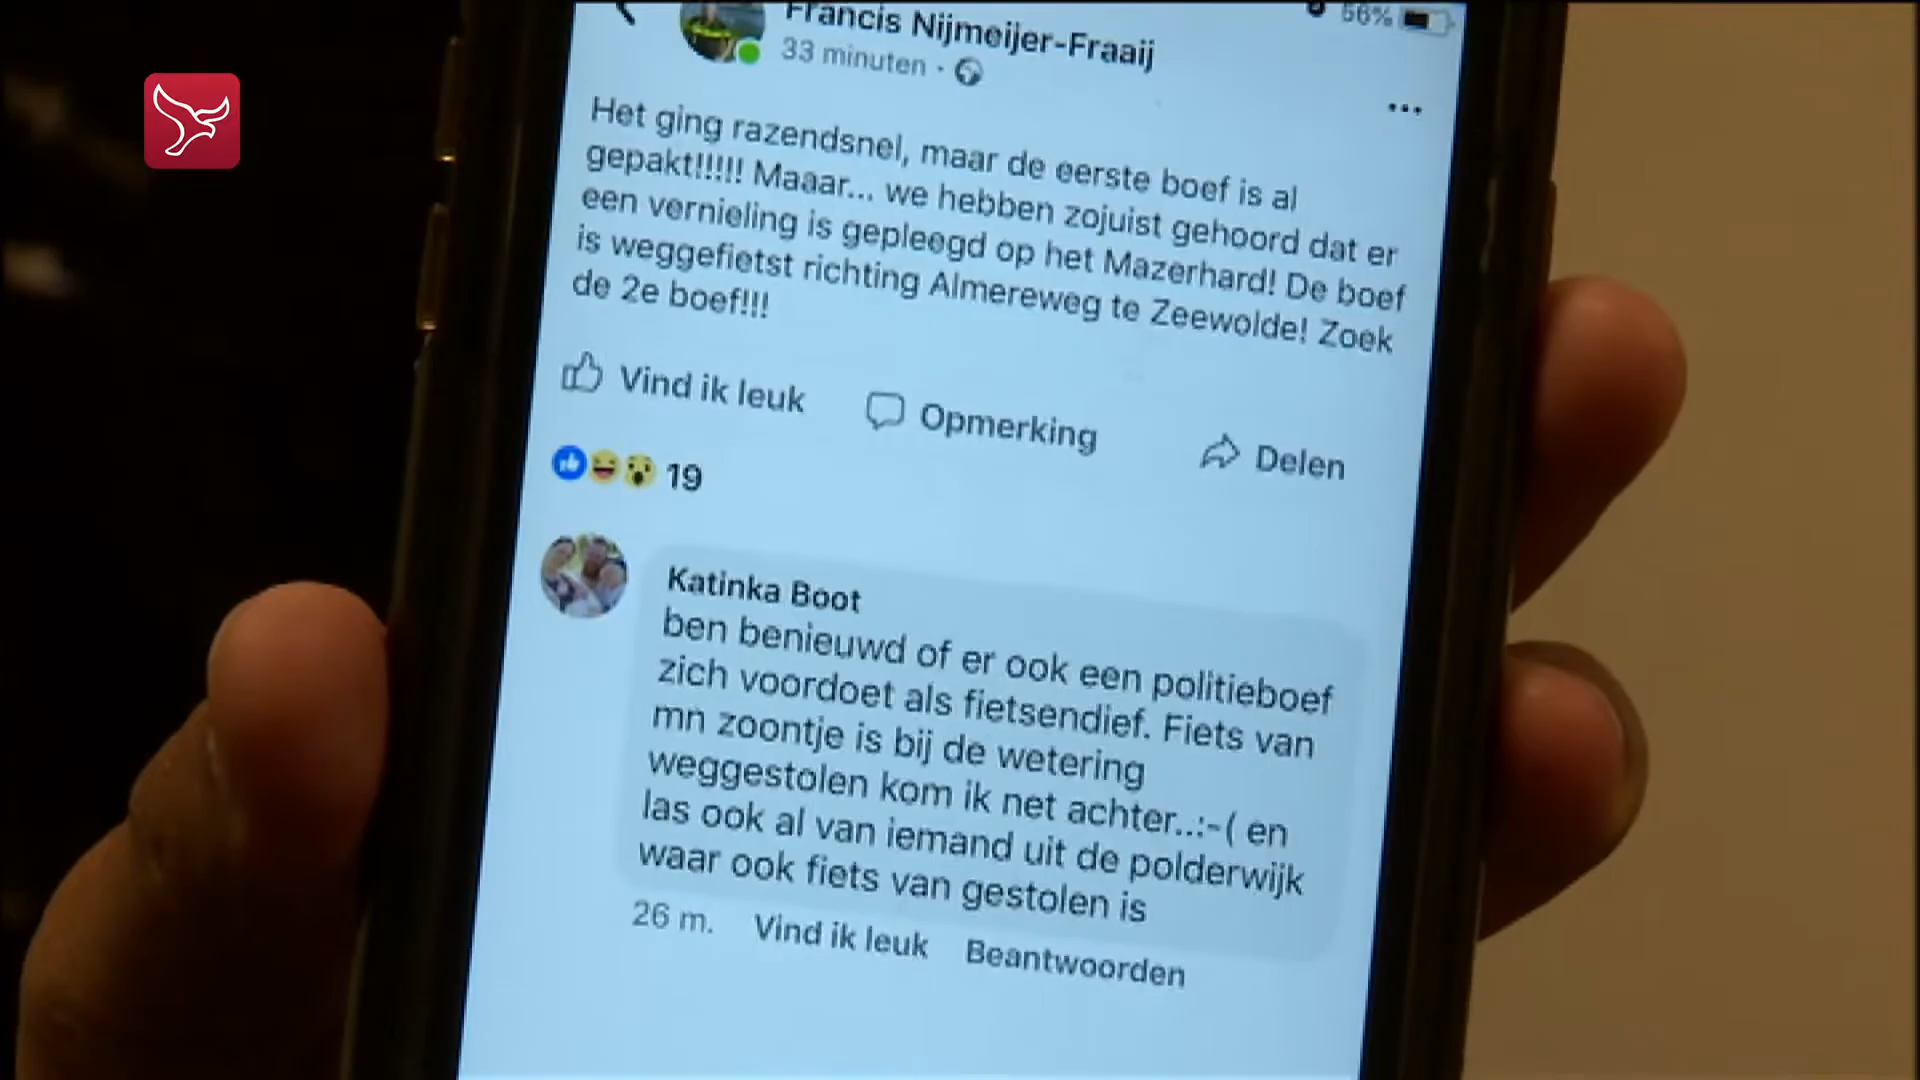 Francis Nijmeijer-Fraaij
56%
33 minuten ·
Het ging razendsnel, maar de eerste boef is al
gepakt!!!!! Maaar... we hebben zojuist gehoord dat er
een vernieling is gepleegd op het Mazerhard! De boef
is weggefietst richting Almereweg te Zeewolde! Zoek
de 2e boef!!!
Vind ik leuk
Opmerking
Delen
19
Katinka Boot
ben benieuwd of er ook een politieboef
zich voordoet als fietsendief. Fiets van
mn zoontje is bij de wetering
weggestolen kom ik net achter..:-( en
las ook al van iemand uit de polderwijk
waar ook fiets van gestolen is
26 m.
Vind ik leuk
Beantwoorden